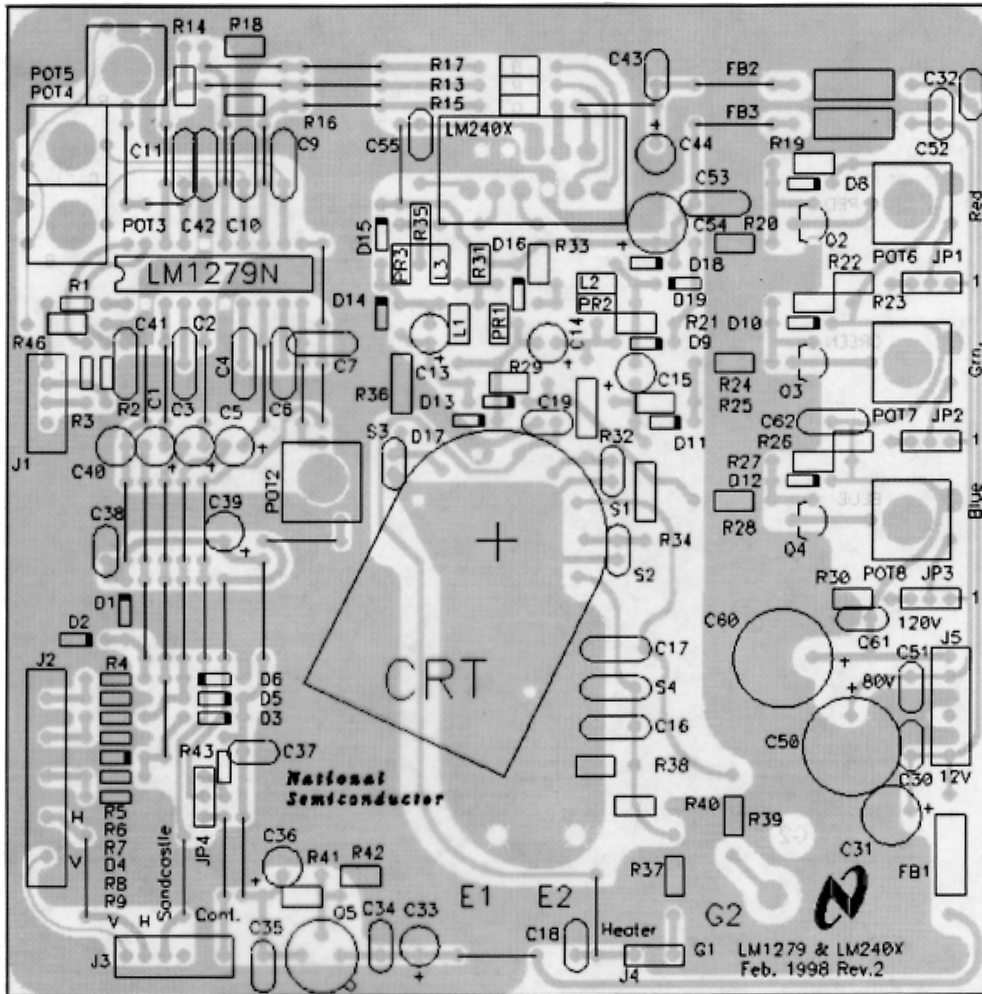 R14
R18
POT5
POT4
R17
R13
R15
R16
C43
FB2
C32
FB3
LM240X
C55
C44
R19
C52
C11
C9
C53
D8
Red
POT3
C42
C10
D15
R35
C54
R20
Q2
D16
R33
POT6
JP1
LM1279N
PR3
L3
R31
D18
R22
1
R1
D14
L2
D19
R23
PR2
R46
C41
C2
L1
PR1
C14
R21
D10
D9
GREEN
Grn.
C4
C7
C13
R29
C15
R24
Q3
R3
R2
C1
C3
C5
C6
R36
D13
C19
R25
POT7
JP2
C62
J1
S3
D17
R32
D11
R26
1
C40
POT2
R27
D12
C39
S1
BLUE
Blue
C38
R28
Q4
R34
S2
POT8
JP3
D1
R30
1
D2
C60
C61
120V
J2
J5
R4
D6
C17
C51
D5
CRT
S4
80V
D3
C16
C50
R43
C37
National
Semiconductor
R38
12V
C30
R5
R6
R7
D4
R8
R9
H
V
JP4
R40
R39
Sandcastle
C36
R41
R42
G2
C31
R37
FB1
E1
E2
V
H
Cont.
Q5
C34
C33
G2
C35
C18
Heater
J3
J4
G1
LM1279 & LM240X
Feb. 1998 Rev.2